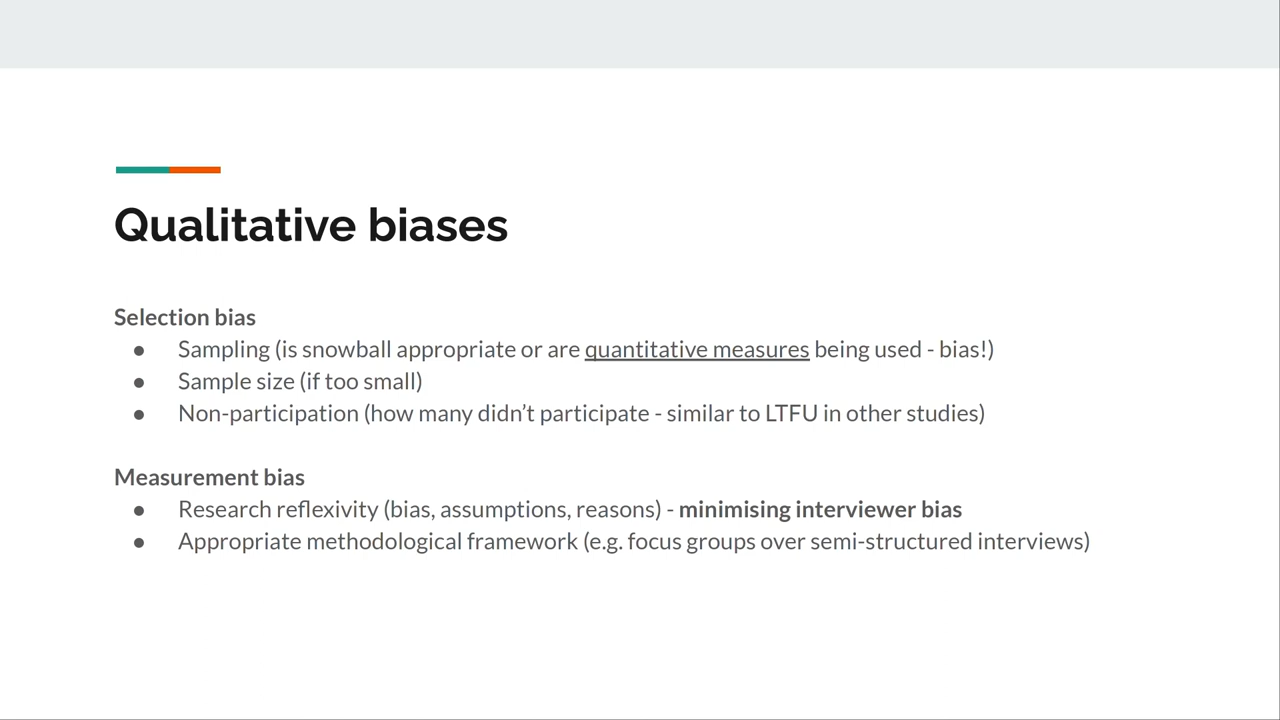 Qualitative biases
Selection bias
● Sampling (is snowball appropriate or are quantitative measures being used - bias!)
● Sample size (if too small)
● Non-participation (how many didn’t participate - similar to LTFU in other studies)
Measurement bias
● Research reflexivity (bias, assumptions, reasons) - minimising interviewer bias
● Appropriate methodological framework (e.g. focus groups over semi-structured interviews)